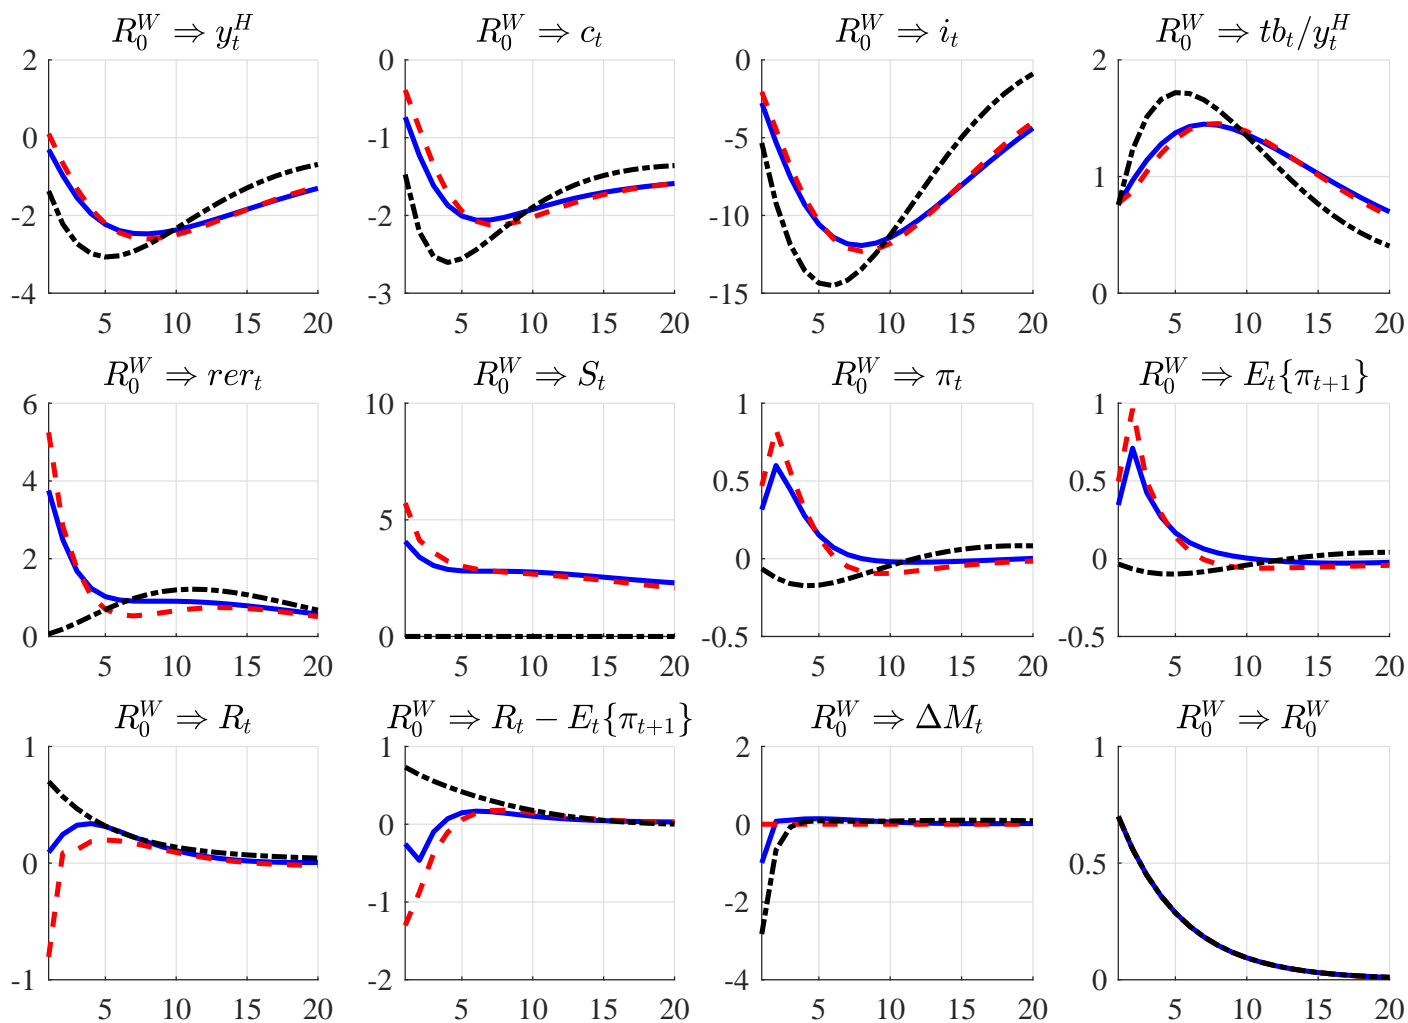 R_0^W ⇒ y_t^H R_0^W ⇒ c_t R_0^W ⇒ i_t R_0^W ⇒ tb_t/y_t^H
2 0 -2 -4 5 10 15 20
0 -1 -2 -3 5 10 15 20
0 -5 -10 -15 5 10 15 20
2 1 0 5 10 15 20
R_0^W ⇒ rer_t R_0^W ⇒ S_t R_0^W ⇒ π_t R_0^W ⇒ E_t{π_{t+1}}
6 4 2 0 5 10 15 20
10 5 0 5 10 15 20
1 0.5 0 -0.5 5 10 15 20
1 0.5 0 -0.5 5 10 15 20
R_0^W ⇒ R_t R_0^W ⇒ R_t − E_t{π_{t+1}} R_0^W ⇒ ΔM_t R_0^W ⇒ R_0^W
1 0 -1 5 10 15 20
1 0 -1 -2 5 10 15 20
2 0 -2 -4 5 10 15 20
1 0.5 0 5 10 15 20